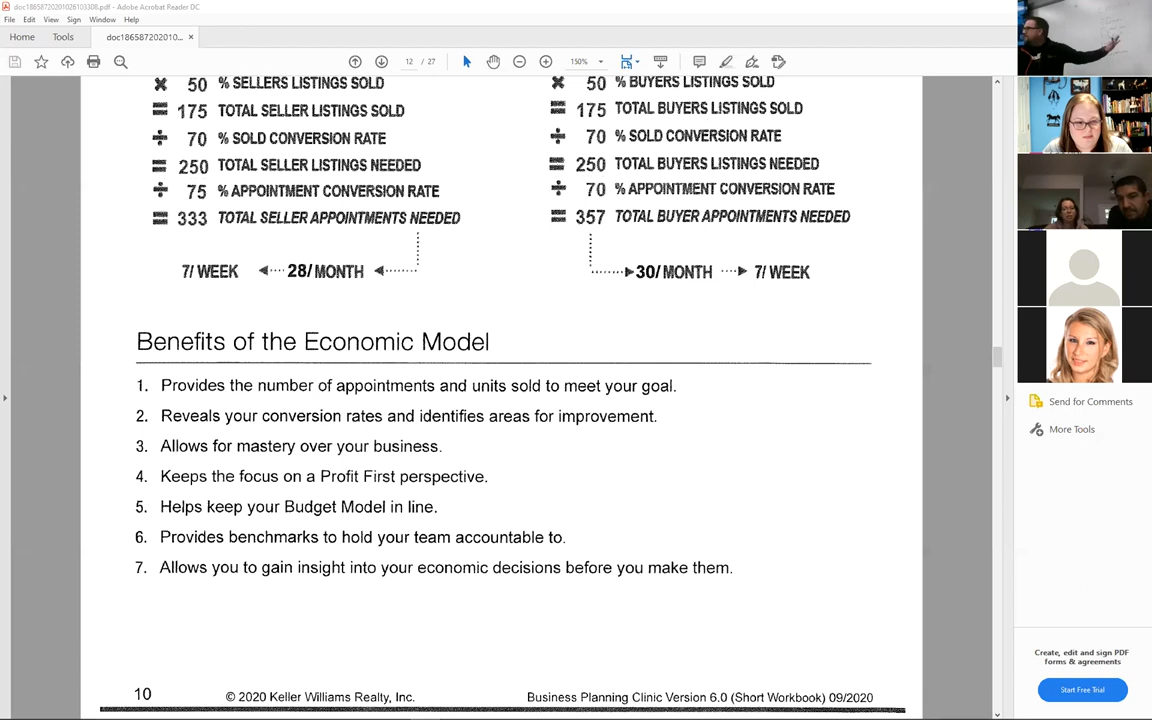 doc18658720201026103308.pdf - Adobe Acrobat Reader DC
File Edit View Sign Window Help
Home Tools doc186587202010... ×
12 / 27 150%
50 % SELLERS LISTINGS SOLD
= 175 TOTAL SELLER LISTINGS SOLD
÷ 70 % SOLD CONVERSION RATE
= 250 TOTAL SELLER LISTINGS NEEDED
÷ 75 % APPOINTMENT CONVERSION RATE
= 333 TOTAL SELLER APPOINTMENTS NEEDED
7/ WEEK 28/ MONTH
× 50 % BUYERS LISTINGS SOLD
= 175 TOTAL BUYERS LISTINGS SOLD
÷ 70 % SOLD CONVERSION RATE
= 250 TOTAL BUYERS LISTINGS NEEDED
÷ 70 % APPOINTMENT CONVERSION RATE
= 357 TOTAL BUYER APPOINTMENTS NEEDED
30/ MONTH 7/ WEEK
Benefits of the Economic Model
1. Provides the number of appointments and units sold to meet your goal.
2. Reveals your conversion rates and identifies areas for improvement.
3. Allows for mastery over your business.
4. Keeps the focus on a Profit First perspective.
5. Helps keep your Budget Model in line.
6. Provides benchmarks to hold your team accountable to.
7. Allows you to gain insight into your economic decisions before you make them.
10 © 2020 Keller Williams Realty, Inc. Business Planning Clinic Version 6.0 (Short Workbook) 09/2020
Send for Comments
More Tools
Create, edit and sign PDF
forms & agreements
Start Free Trial